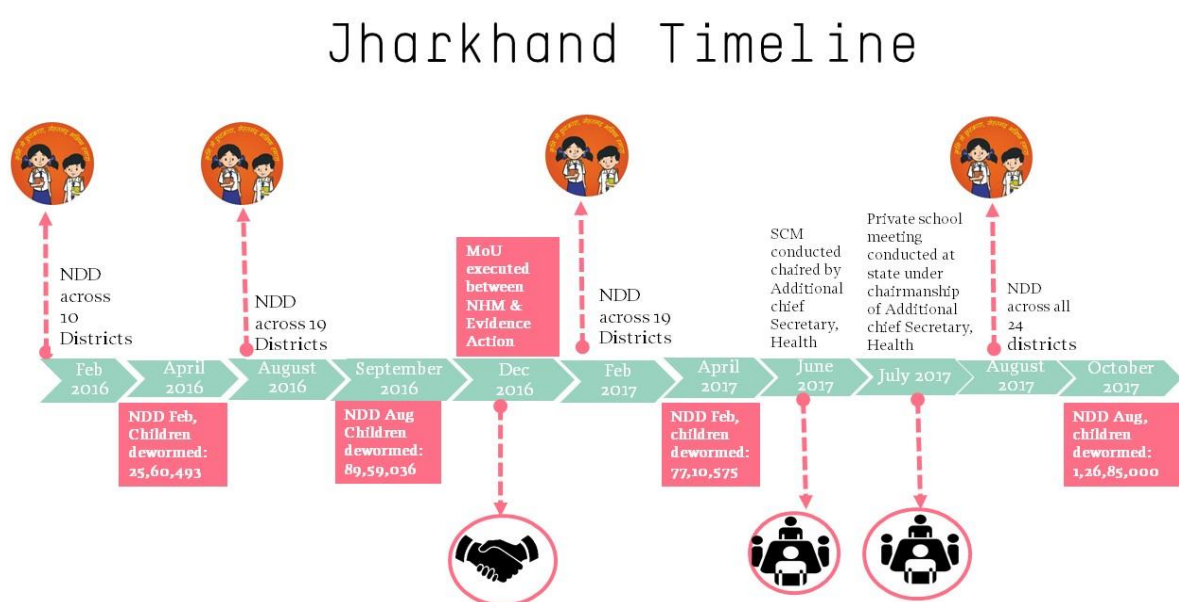 Jharkhand Timeline
NDD
across
10
Districts
NDD
across 19
Districts
MoU
executed
between
NHM &
Evidence
Action
NDD
across 19
Districts
SCM
conducted
chaired by
Additional
chief
Secretary,
Health
Private school
meeting
conducted at
state under
chairmanship
of Additional
chief Secretary,
Health
NDD
across all
24
districts
Feb
2016
April
2016
August
2016
September
2016
Dec
2016
Feb
2017
April
2017
June
2017
July 2017
August
2017
October
2017
NDD Feb,
Children
dewormed:
25,60,493
NDD Aug
Children
dewormed:
89,59,036
NDD Feb,
children
dewormed:
77,10,575
NDD Aug,
children
dewormed:
1,26,85,000